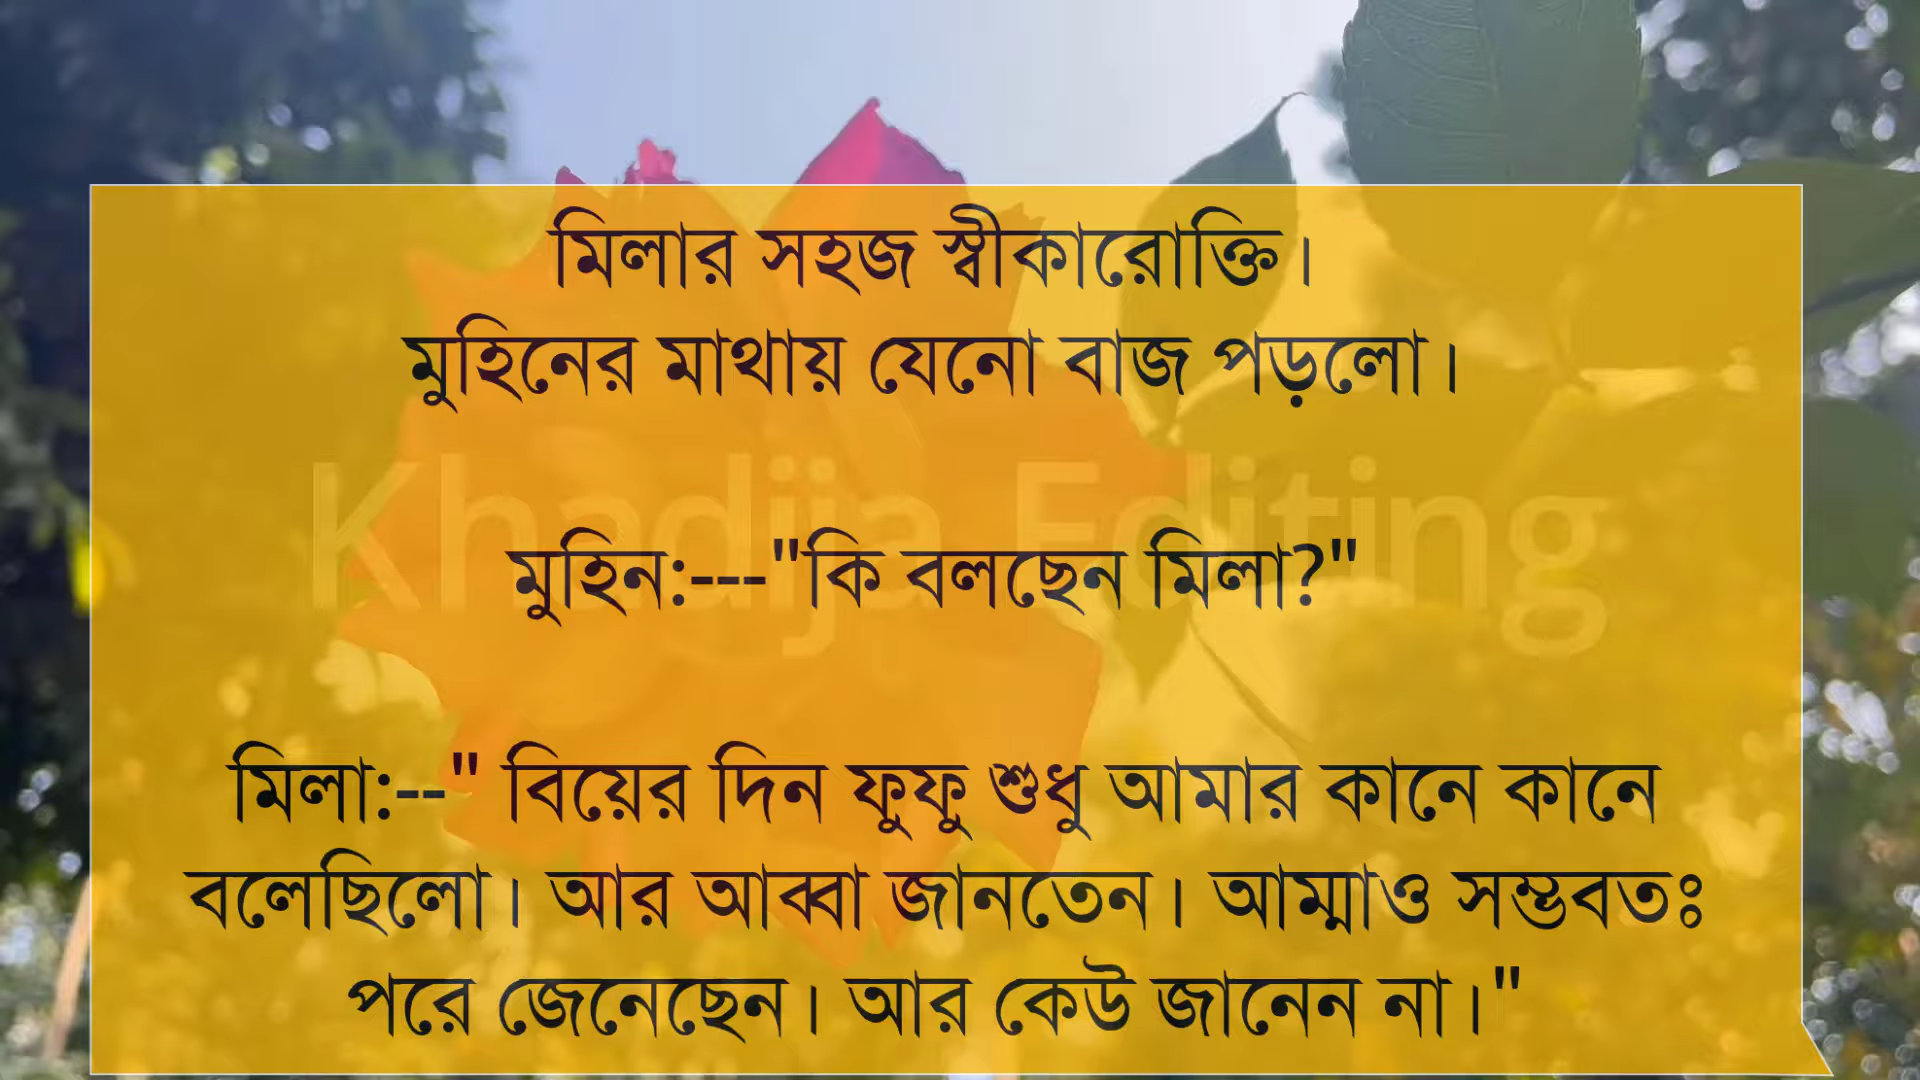 মিলার সহজ স্বীকারোক্তি।
মুহিনের মাথায় যেনো বাজ পড়লো।
Khadija Editing
মুহিন:---"কি বলছেন মিলা?"
মিলা:--" বিয়ের দিন ফুফু শুধু আমার কানে কানে
বলেছিলো। আর আব্বা জানতেন। আম্মাও সম্ভবতঃ
পরে জেনেছেন। আর কেউ জানেন না।"